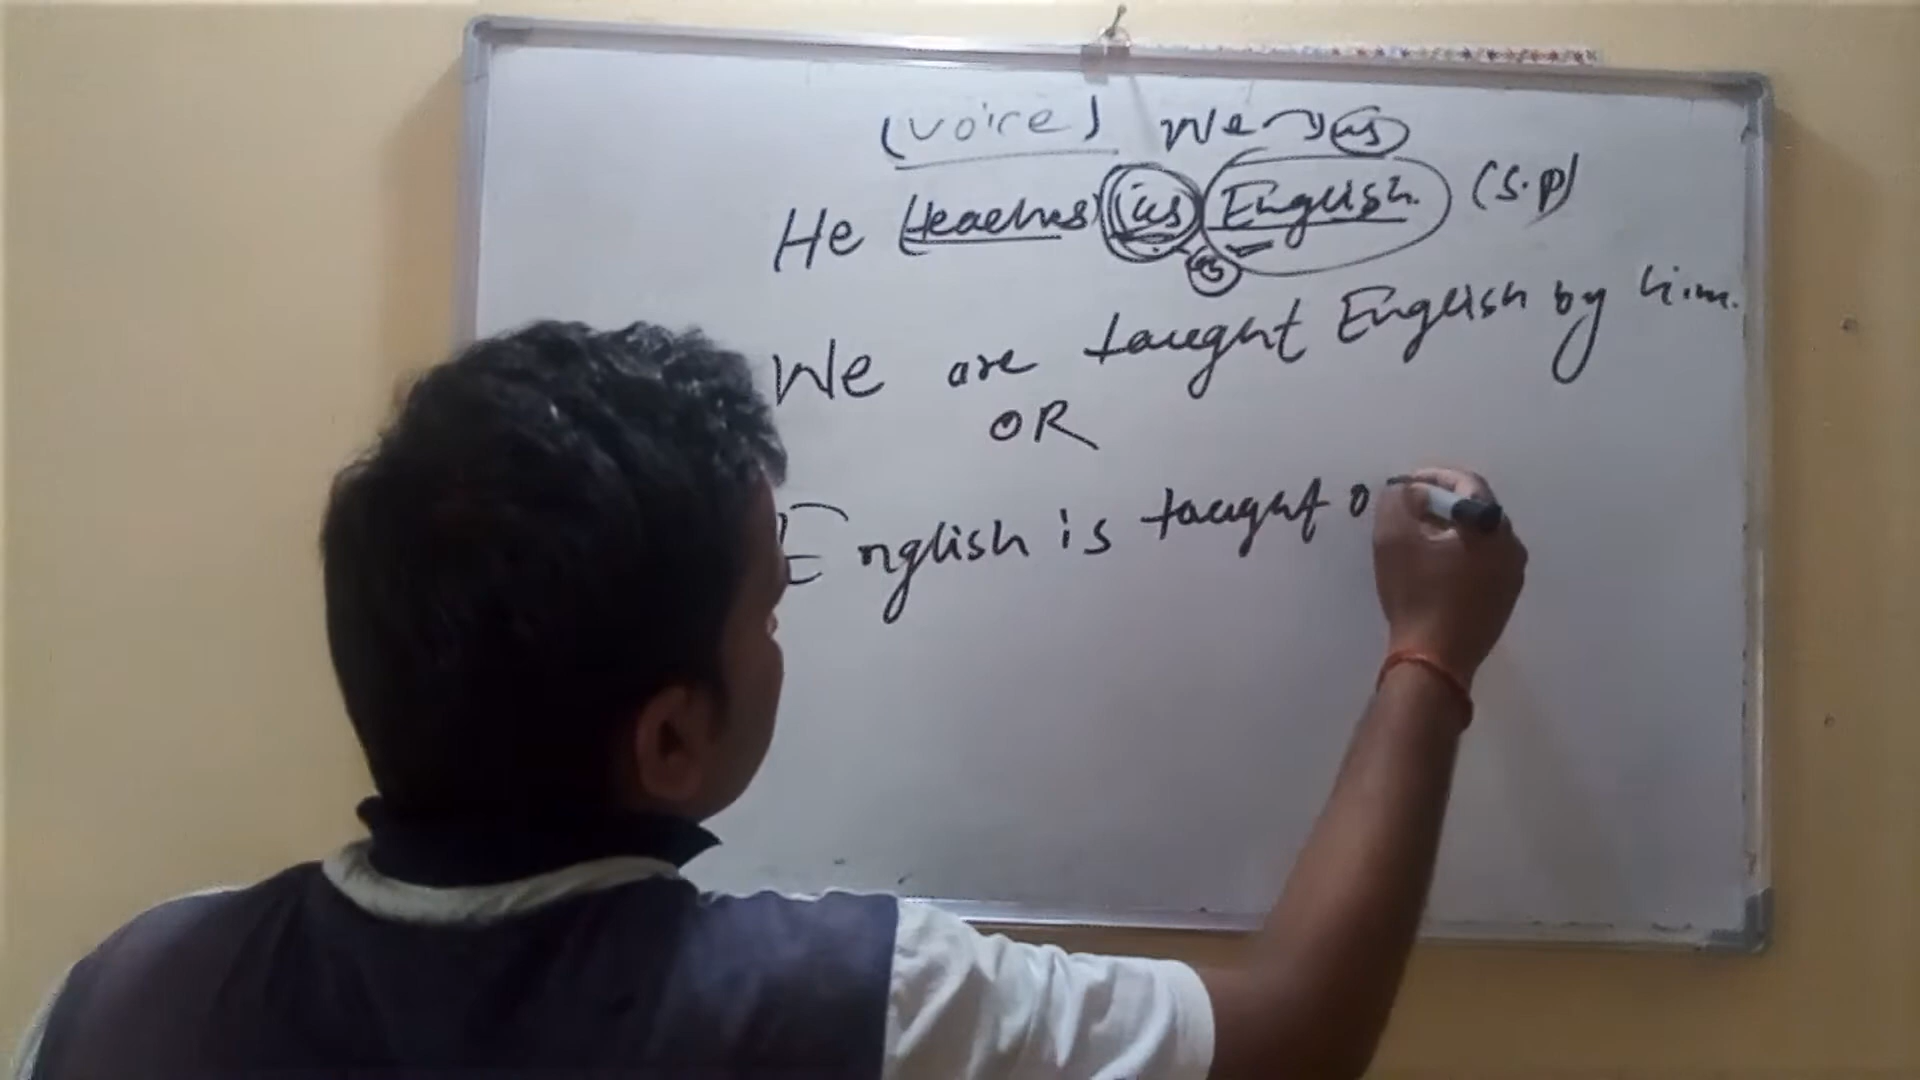 (voice) We → us
He teaches us English. (S.P)
We are taught English by him.
OR
English is taught